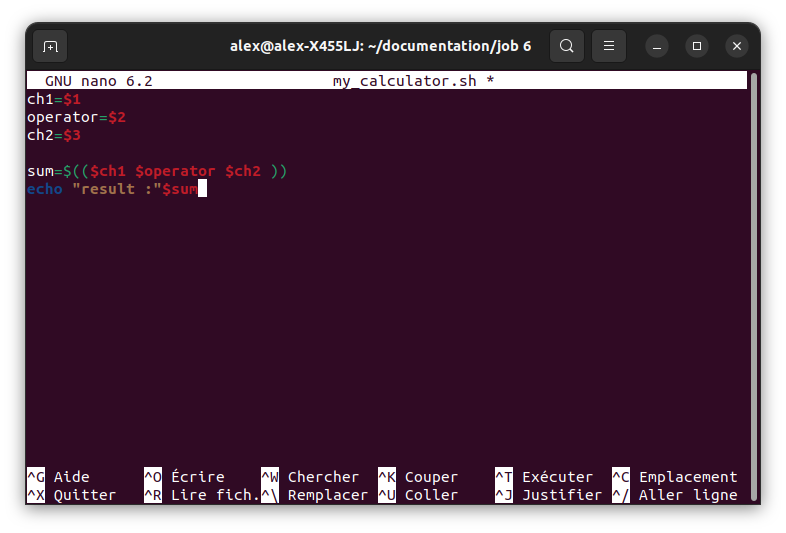 alex@alex-X455LJ: ~/documentation/job 6
GNU nano 6.2 my_calculator.sh *
ch1=$1
operator=$2
ch2=$3
sum=$(($ch1 $operator $ch2 ))
echo "result :"$sum
^G Aide ^O Écrire ^W Chercher ^K Couper ^T Exécuter ^C Emplacement
^X Quitter ^R Lire fich. ^\ Remplacer ^U Coller ^J Justifier ^/ Aller ligne